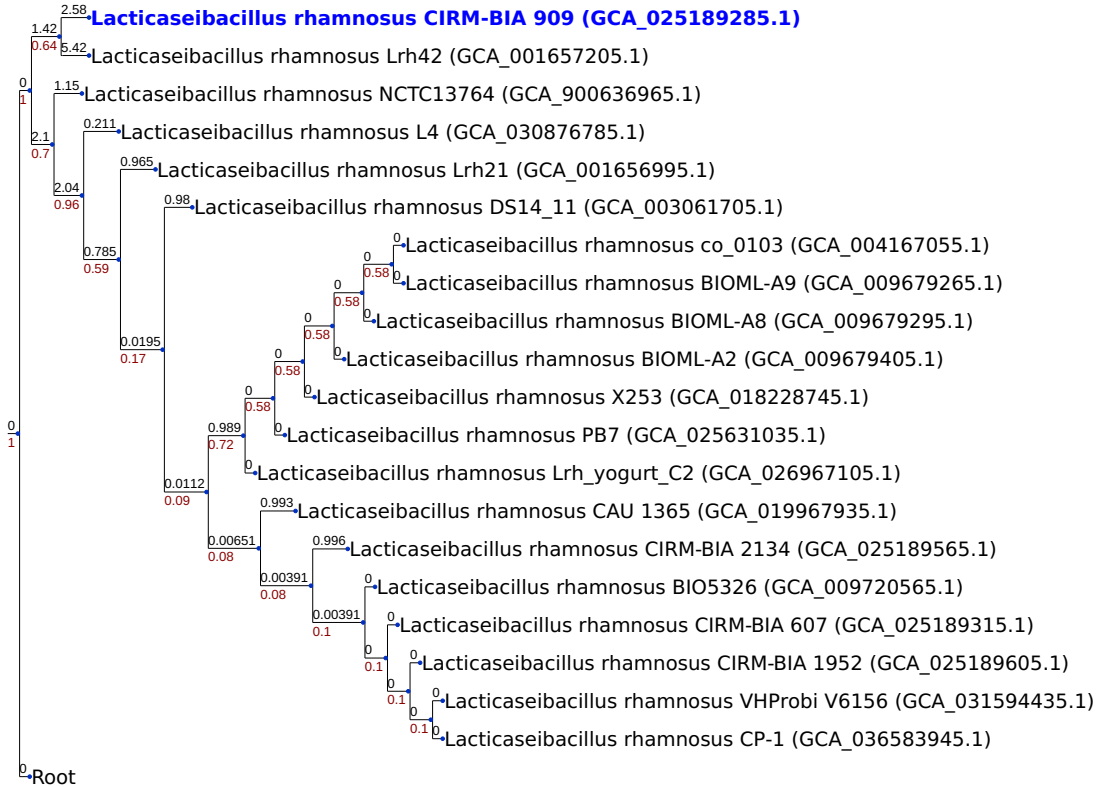 2.58
Lacticaseibacillus rhamnosus CIRM-BIA 909 (GCA_025189285.1)
1.42
0.64
5.42
Lacticaseibacillus rhamnosus Lrh42 (GCA_001657205.1)
0
1
1.15
Lacticaseibacillus rhamnosus NCTC13764 (GCA_900636965.1)
2.1
0.7
0.211
Lacticaseibacillus rhamnosus L4 (GCA_030876785.1)
2.04
0.96
0.965
Lacticaseibacillus rhamnosus Lrh21 (GCA_001656995.1)
0.785
0.59
0.98
Lacticaseibacillus rhamnosus DS14_11 (GCA_003061705.1)
0
Lacticaseibacillus rhamnosus co_0103 (GCA_004167055.1)
0
0.58
0
Lacticaseibacillus rhamnosus BIOML-A9 (GCA_009679265.1)
0
0.58
0
Lacticaseibacillus rhamnosus BIOML-A8 (GCA_009679295.1)
0
0.58
0
Lacticaseibacillus rhamnosus BIOML-A2 (GCA_009679405.1)
0.0195
0.17
0
0.58
0
Lacticaseibacillus rhamnosus X253 (GCA_018228745.1)
0
0.58
0
Lacticaseibacillus rhamnosus PB7 (GCA_025631035.1)
0
1
0.989
0.72
0
Lacticaseibacillus rhamnosus Lrh_yogurt_C2 (GCA_026967105.1)
0.0112
0.09
0.993
Lacticaseibacillus rhamnosus CAU 1365 (GCA_019967935.1)
0.00651
0.08
0.996
Lacticaseibacillus rhamnosus CIRM-BIA 2134 (GCA_025189565.1)
0.00391
0.08
0
Lacticaseibacillus rhamnosus BIO5326 (GCA_009720565.1)
0.00391
0.1
0
Lacticaseibacillus rhamnosus CIRM-BIA 607 (GCA_025189315.1)
0
0.1
0
Lacticaseibacillus rhamnosus CIRM-BIA 1952 (GCA_025189605.1)
0
0.1
0
Lacticaseibacillus rhamnosus VHProbi V6156 (GCA_031594435.1)
0
0.1
0
Lacticaseibacillus rhamnosus CP-1 (GCA_036583945.1)
0
Root